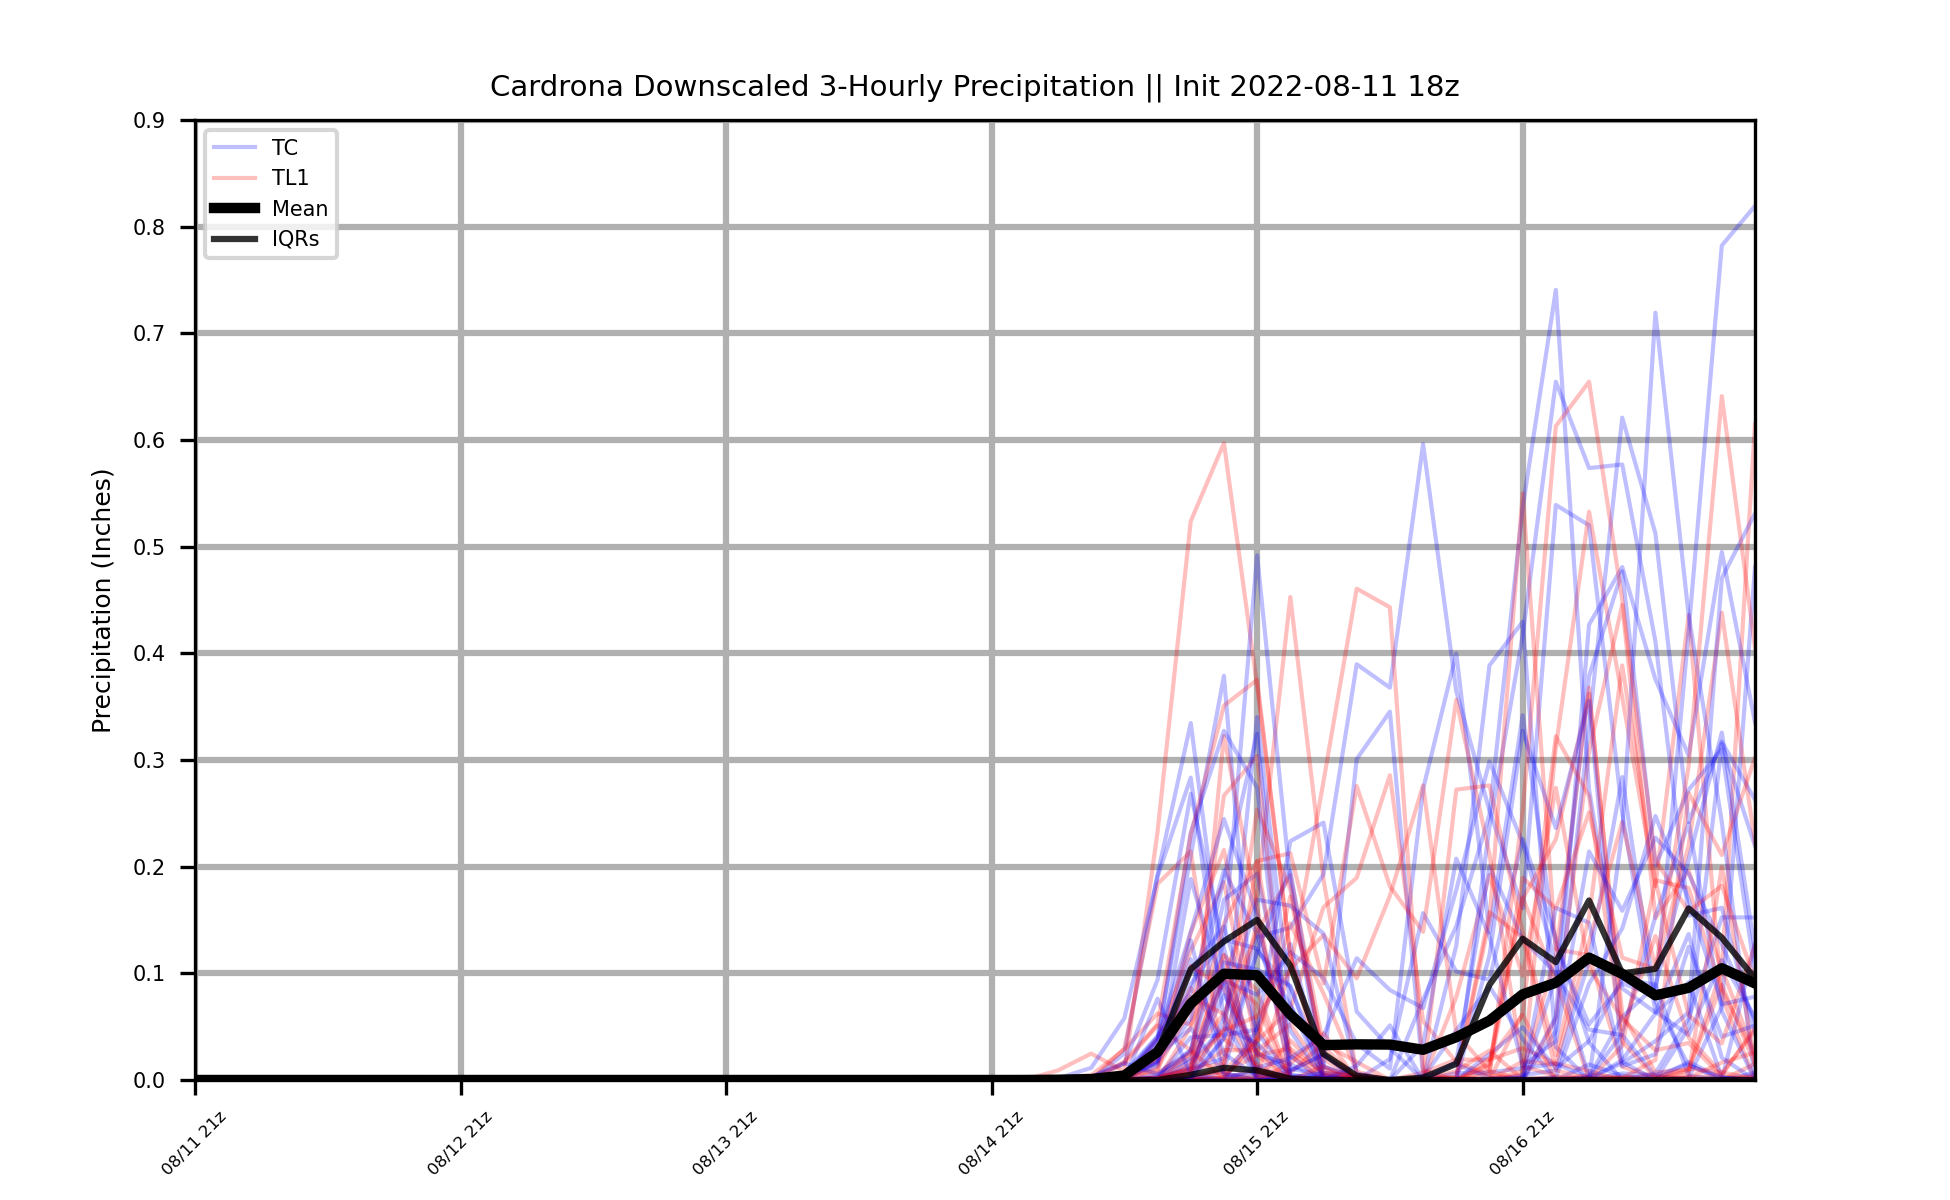 Cardrona Downscaled 3-Hourly Precipitation || Init 2022-08-11 18z
TC
TL1
Mean
IQRs
Precipitation (Inches)
0.9
0.8
0.7
0.6
0.5
0.4
0.3
0.2
0.1
0.0
08/11 21z
08/12 21z
08/13 21z
08/14 21z
08/15 21z
08/16 21z